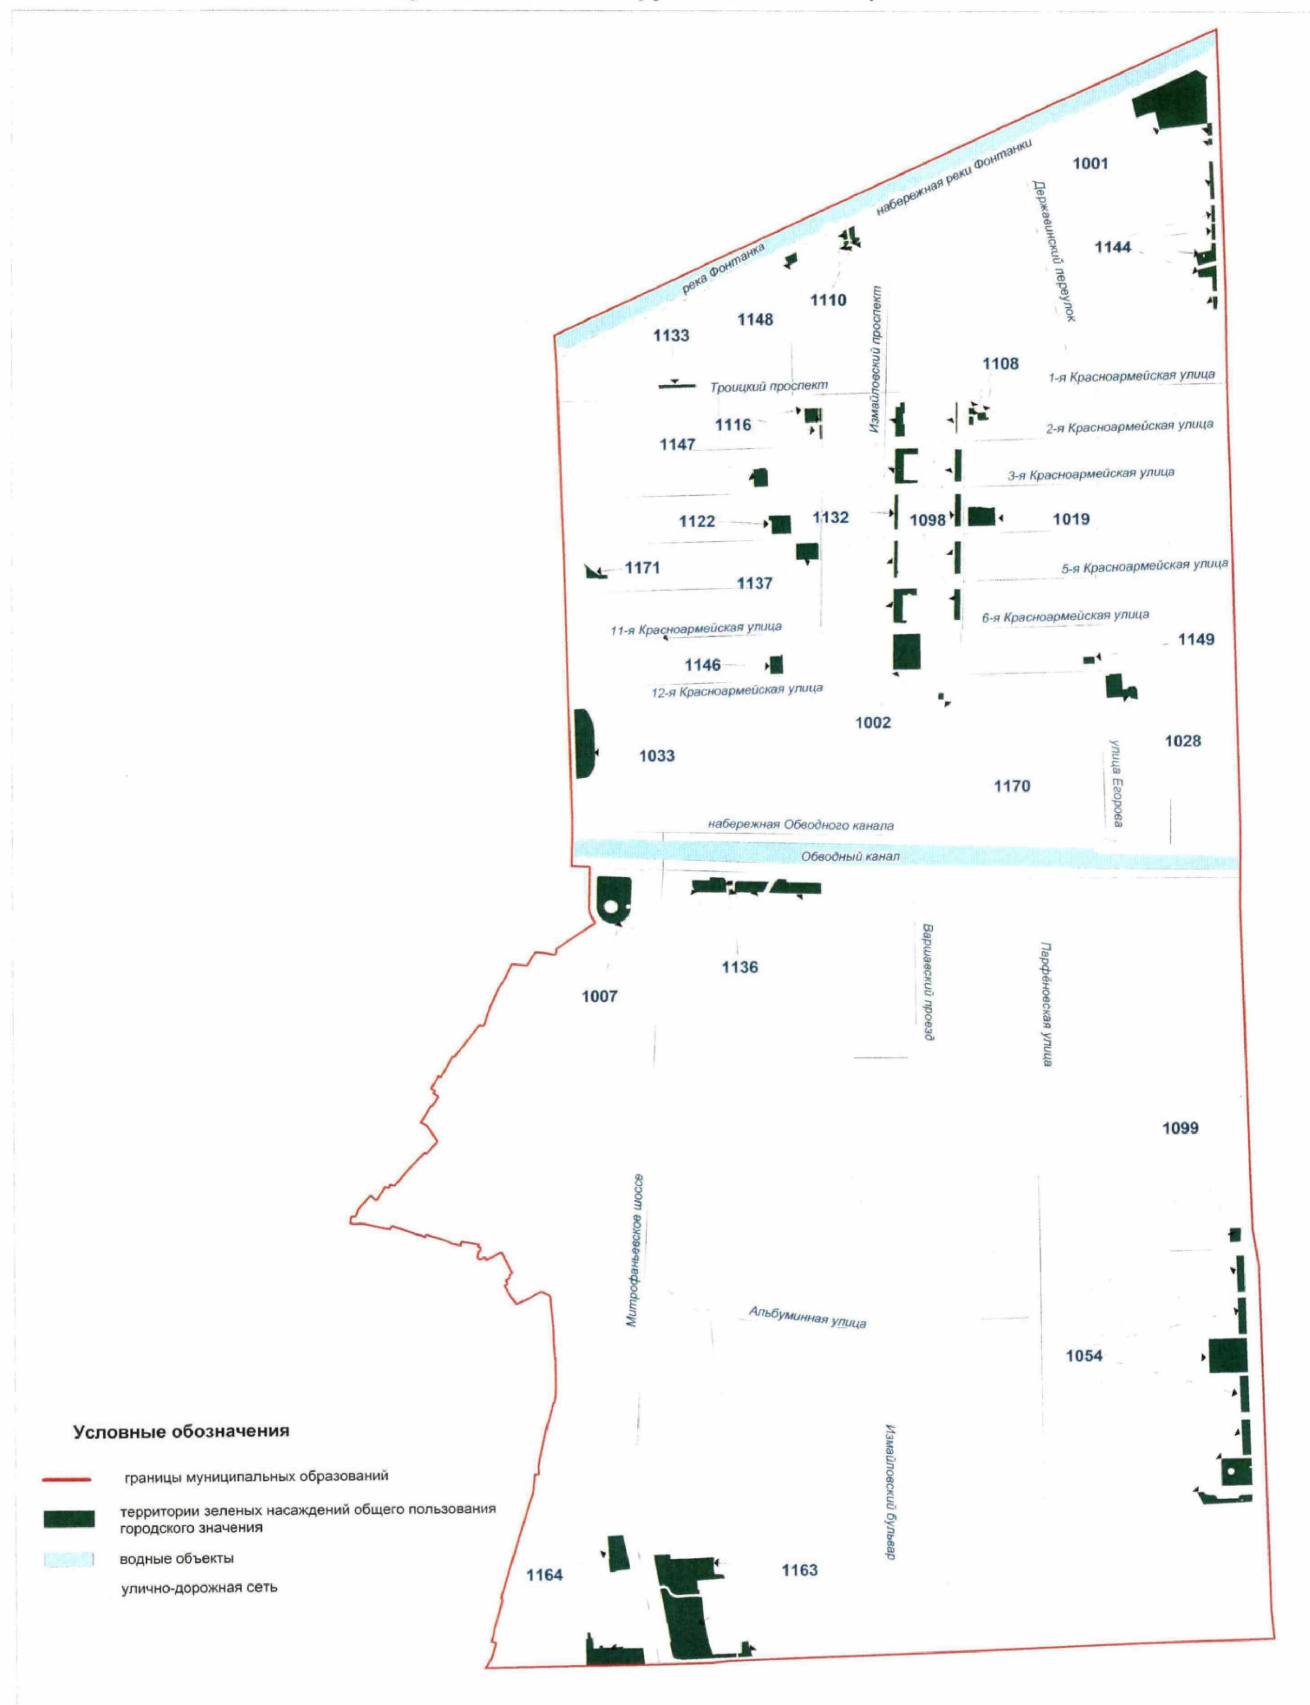 1001
набережная реки Фонтанки
Державинский переулок
1144
река Фонтанка
1110
1148
1133
Измайловский проспект
1108
1-я Красноармейская улица
Троицкий проспект
1116
2-я Красноармейская улица
1147
3-я Красноармейская улица
1122
1132
1098
1019
1171
1137
5-я Красноармейская улица
11-я Красноармейская улица
6-я Красноармейская улица
1149
1146
12-я Красноармейская улица
1002
1033
1028
улица Егорова
1170
набережная Обводного канала
Обводный канал
1136
1007
Варшавский проезд
Парфёновская улица
1099
Митрофаньевское шоссе
Альбуминная улица
1054
Измайловский бульвар
Условные обозначения
границы муниципальных образований
территории зеленых насаждений общего пользования
городского значения
водные объекты
улично-дорожная сеть
1164
1163